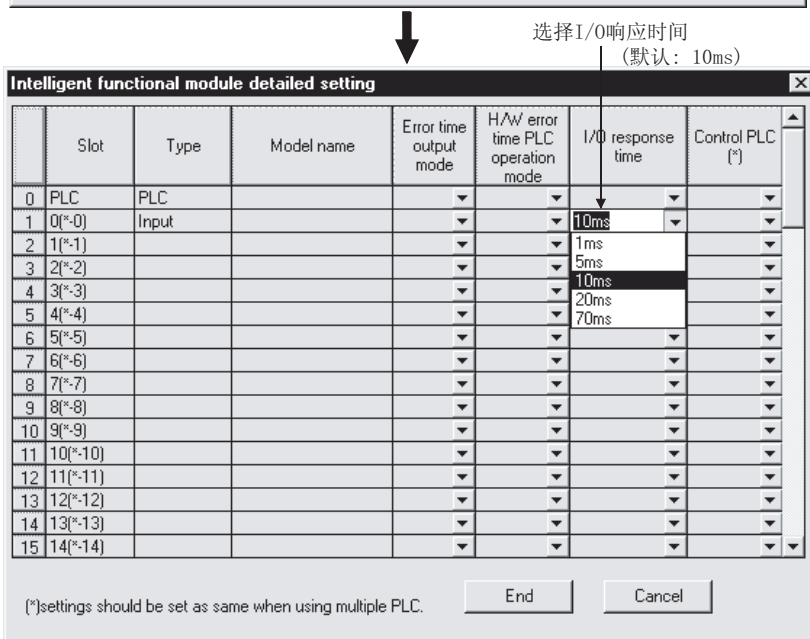 选择I/O响应时间
(默认: 10ms)
Intelligent functional module detailed setting
Slot Type Model name Error time output mode H/W error time PLC operation mode I/O response time Control PLC (*)
0 PLC PLC
1 0(*-0) Input 10ms
2 1(*-1) 1ms
3 2(*-2) 5ms
4 3(*-3) 10ms
5 4(*-4) 20ms
70ms
6 5(*-5)
7 6(*-6)
8 7(*-7)
9 8(*-8)
10 9(*-9)
11 10(*-10)
12 11(*-11)
13 12(*-12)
14 13(*-13)
15 14(*-14)
(*)settings should be set as same when using multiple PLC. End Cancel